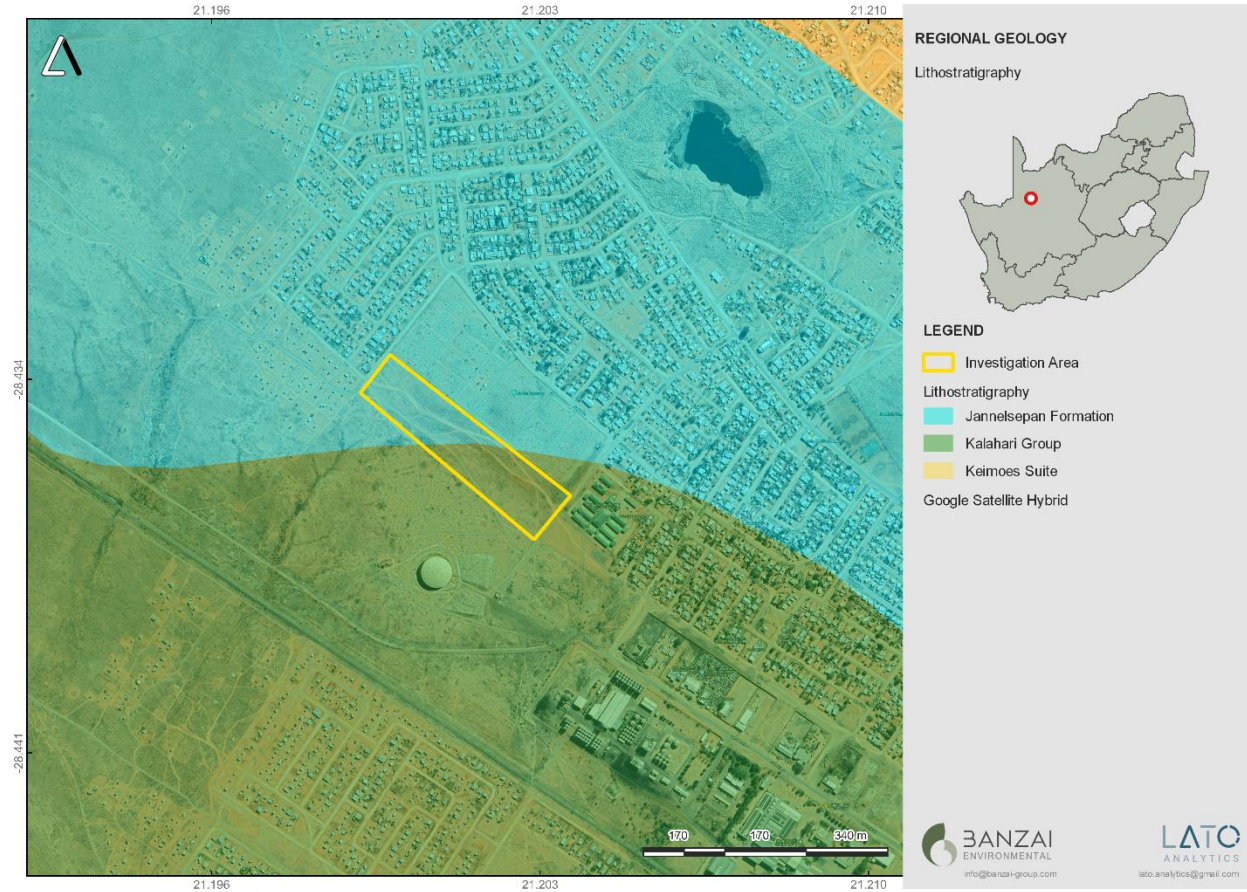 21.196
21.203
21.210
-28.434
-28.441
170
170
340 m
21.196
21.203
21.210
REGIONAL GEOLOGY
Lithostratigraphy
LEGEND
Investigation Area
Lithostratigraphy
Jannelsepan Formation
Kalahari Group
Keimoes Suite
Google Satellite Hybrid
BANZAI
ENVIRONMENTAL
info@banzai-group.com
LATO
ANALYTICS
lato.analytics@gmail.com